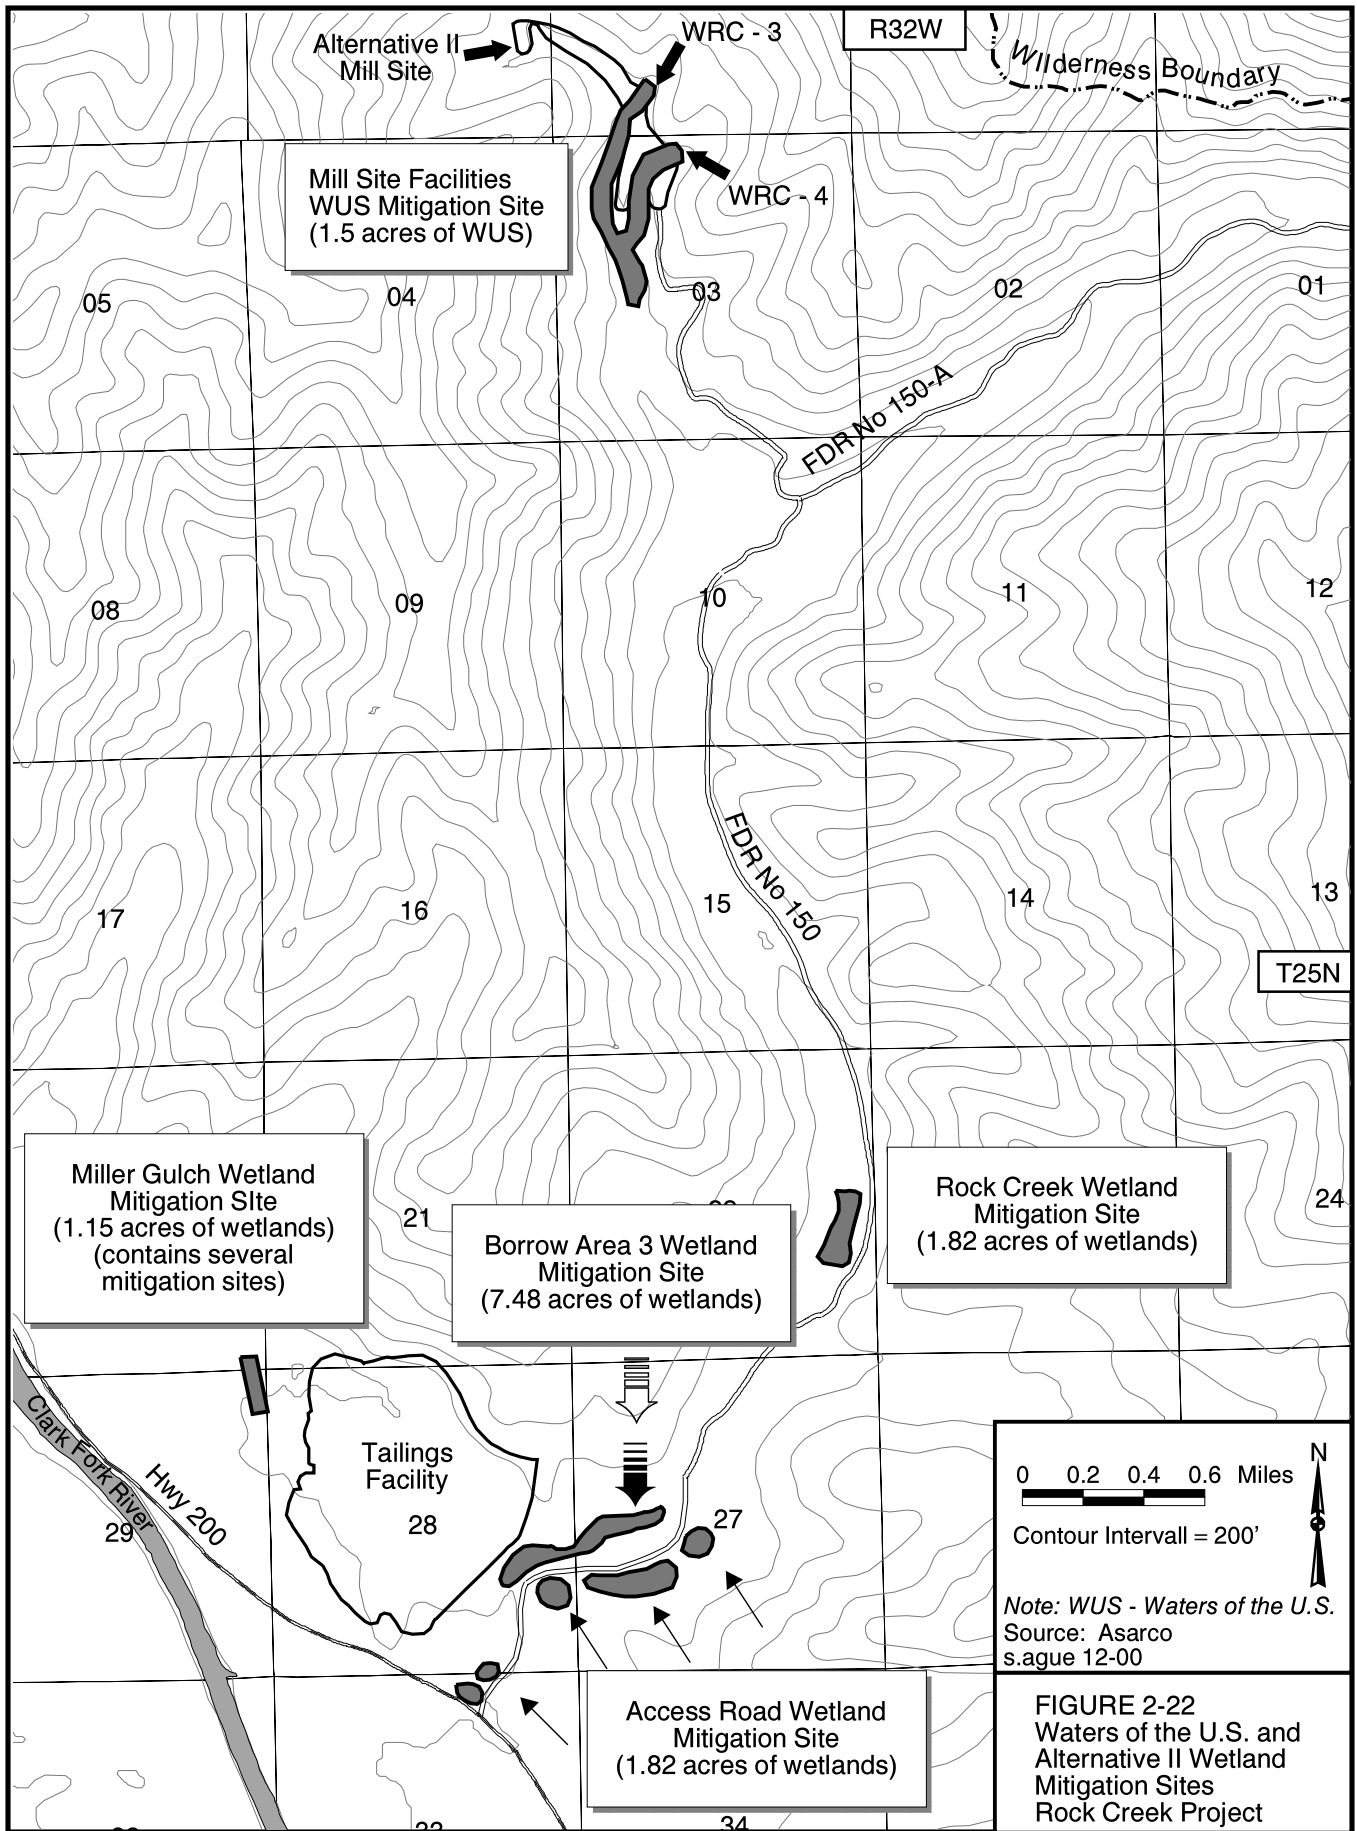 Alternative II
Mill Site
WRC - 3
R32W
Wilderness Boundary
Mill Site Facilities
WUS Mitigation Site
(1.5 acres of WUS)
WRC - 4
05
04
03
02
01
FDR No 150-A
08
09
10
11
12
FDR No 150
17
16
15
14
13
T25N
Miller Gulch Wetland
Mitigation SIte
(1.15 acres of wetlands)
(contains several
mitigation sites)
21
Borrow Area 3 Wetland
Mitigation Site
(7.48 acres of wetlands)
Rock Creek Wetland
Mitigation Site
(1.82 acres of wetlands)
24
Clark Fork River
Hwy 200
29
Tailings
Facility
28
27
0 0.2 0.4 0.6 Miles
N
Contour Intervall = 200'
Note: WUS - Waters of the U.S.
Source: Asarco
s.ague 12-00
Access Road Wetland
Mitigation Site
(1.82 acres of wetlands)
34
FIGURE 2-22
Waters of the U.S. and
Alternative II Wetland
Mitigation Sites
Rock Creek Project